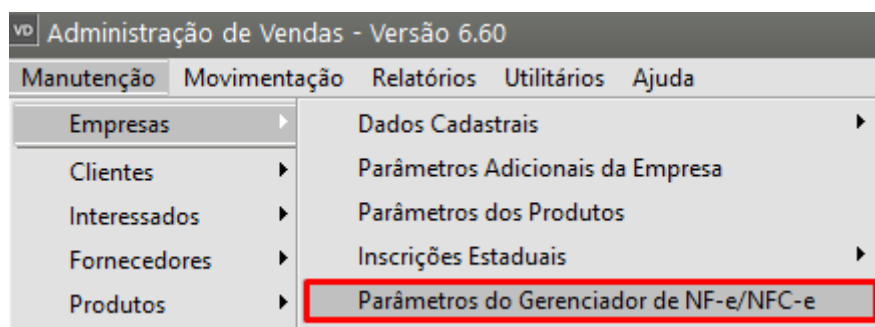 VD Administração de Vendas - Versão 6.60
Manutenção Movimentação Relatórios Utilitários Ajuda
Empresas
Clientes
Interessados
Fornecedores
Produtos
Dados Cadastrais
Parâmetros Adicionais da Empresa
Parâmetros dos Produtos
Inscrições Estaduais
Parâmetros do Gerenciador de NF-e/NFC-e